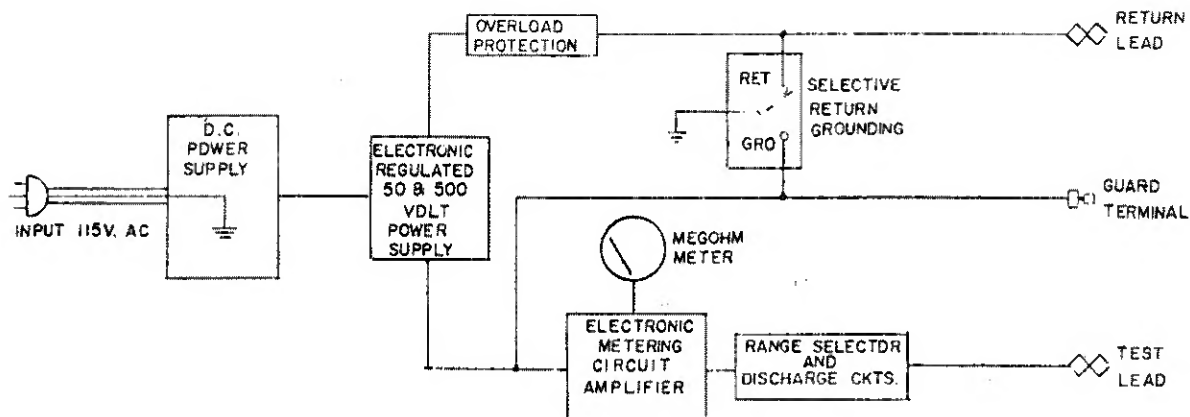 OVERLOAD
PROTECTION
RETURN
LEAD
RET
SELECTIVE
RETURN
GROUNDING
GRO
D.C.
POWER
SUPPLY
ELECTRONIC
REGULATED
50 & 500
VOLT
POWER
SUPPLY
INPUT 115V. AC
GUARD
TERMINAL
MEGOHM
METER
ELECTRONIC
METERING
CIRCUIT
AMPLIFIER
RANGE SELECTOR
AND
DISCHARGE CKTS.
TEST
LEAD